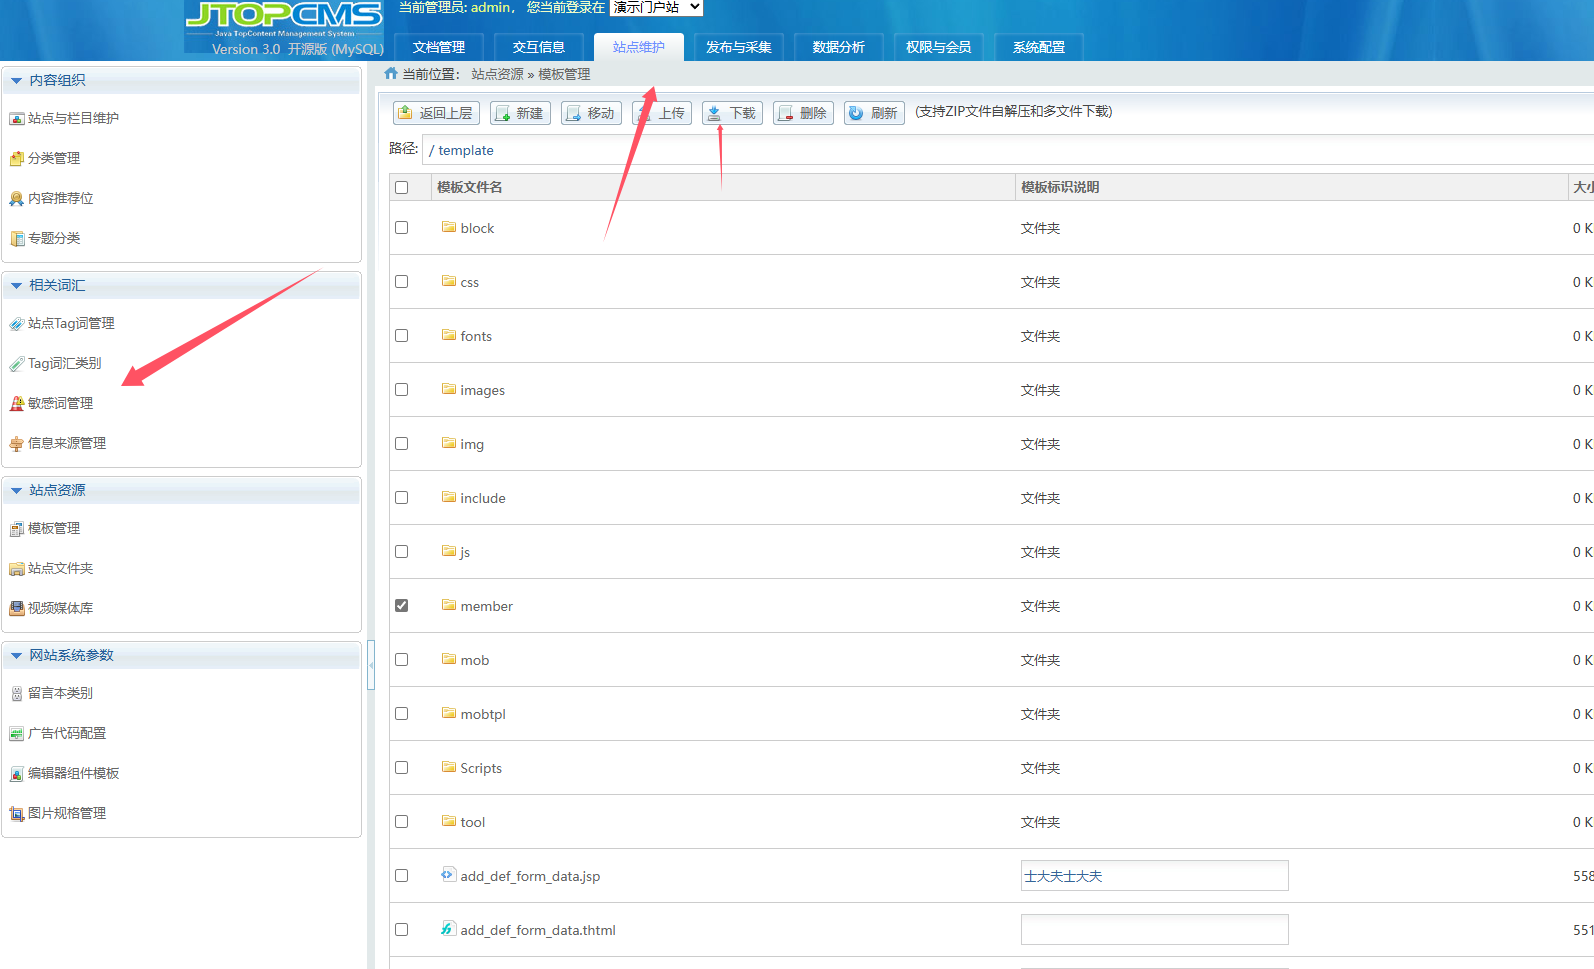 JTOPCMS
Java TopContent Management System
Version 3.0 开源版 (MySQL)
当前管理员: admin， 您当前登录在 演示门户站
文档管理 交互信息 站点维护 发布与采集 数据分析 权限与会员 系统配置
当前位置： 站点资源 » 模板管理
返回上层 新建 移动 上传 下载 删除 刷新 (支持ZIP文件自解压和多文件下载)
路径: / template
内容组织
站点与栏目维护
分类管理
内容推荐位
专题分类
相关词汇
站点Tag词管理
Tag词汇类别
敏感词管理
信息来源管理
站点资源
模板管理
站点文件夹
视频媒体库
网站系统参数
留言本类别
广告代码配置
编辑器组件模板
图片规格管理
模板文件名 模板标识说明 大小
block 文件夹 0 K
css 文件夹 0 K
fonts 文件夹 0 K
images 文件夹 0 K
img 文件夹 0 K
include 文件夹 0 K
js 文件夹 0 K
member 文件夹 0 K
mob 文件夹 0 K
mobtpl 文件夹 0 K
Scripts 文件夹 0 K
tool 文件夹 0 K
add_def_form_data.jsp 士大夫士大夫 558
add_def_form_data.thtml 551